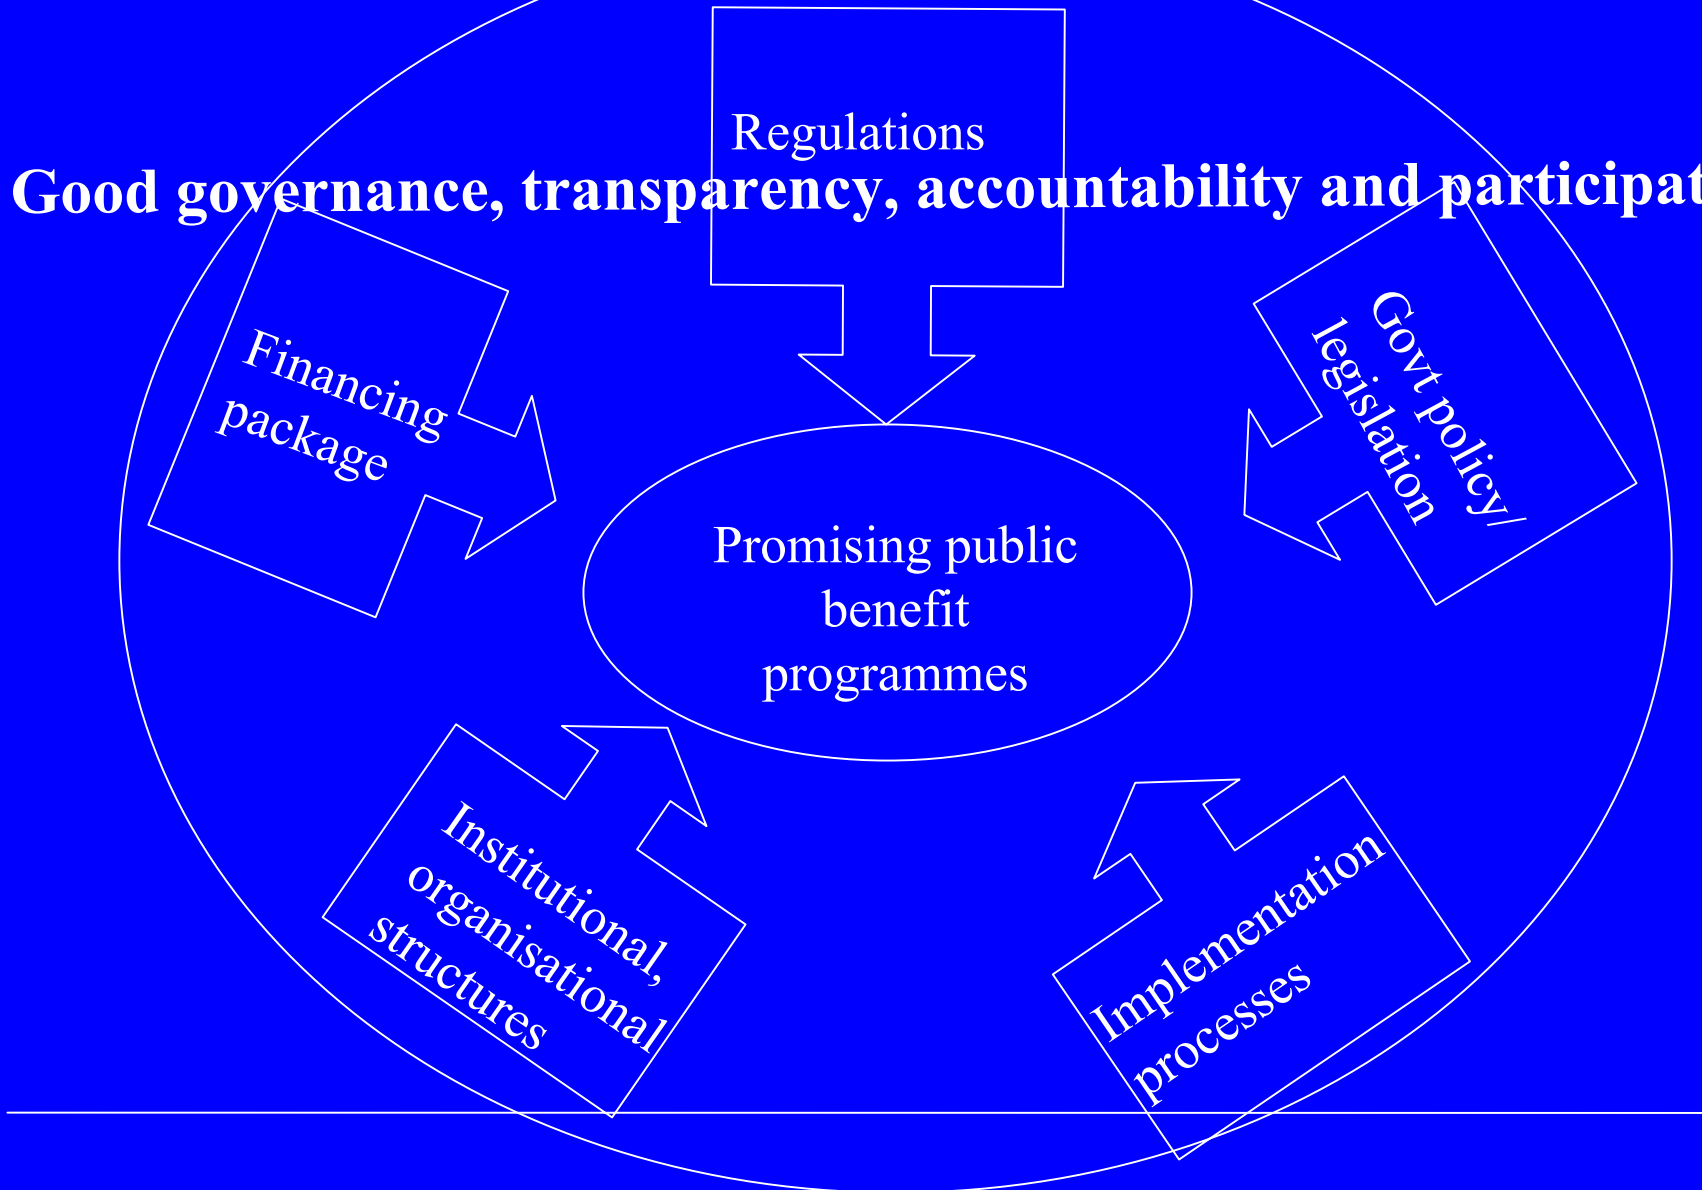 Regulations
Good governance, transparency, accountability and participat
Financing
package
Govt policy/
legislation
Promising public
benefit
programmes
Institutional,
organisational
structures
Implementation
processes